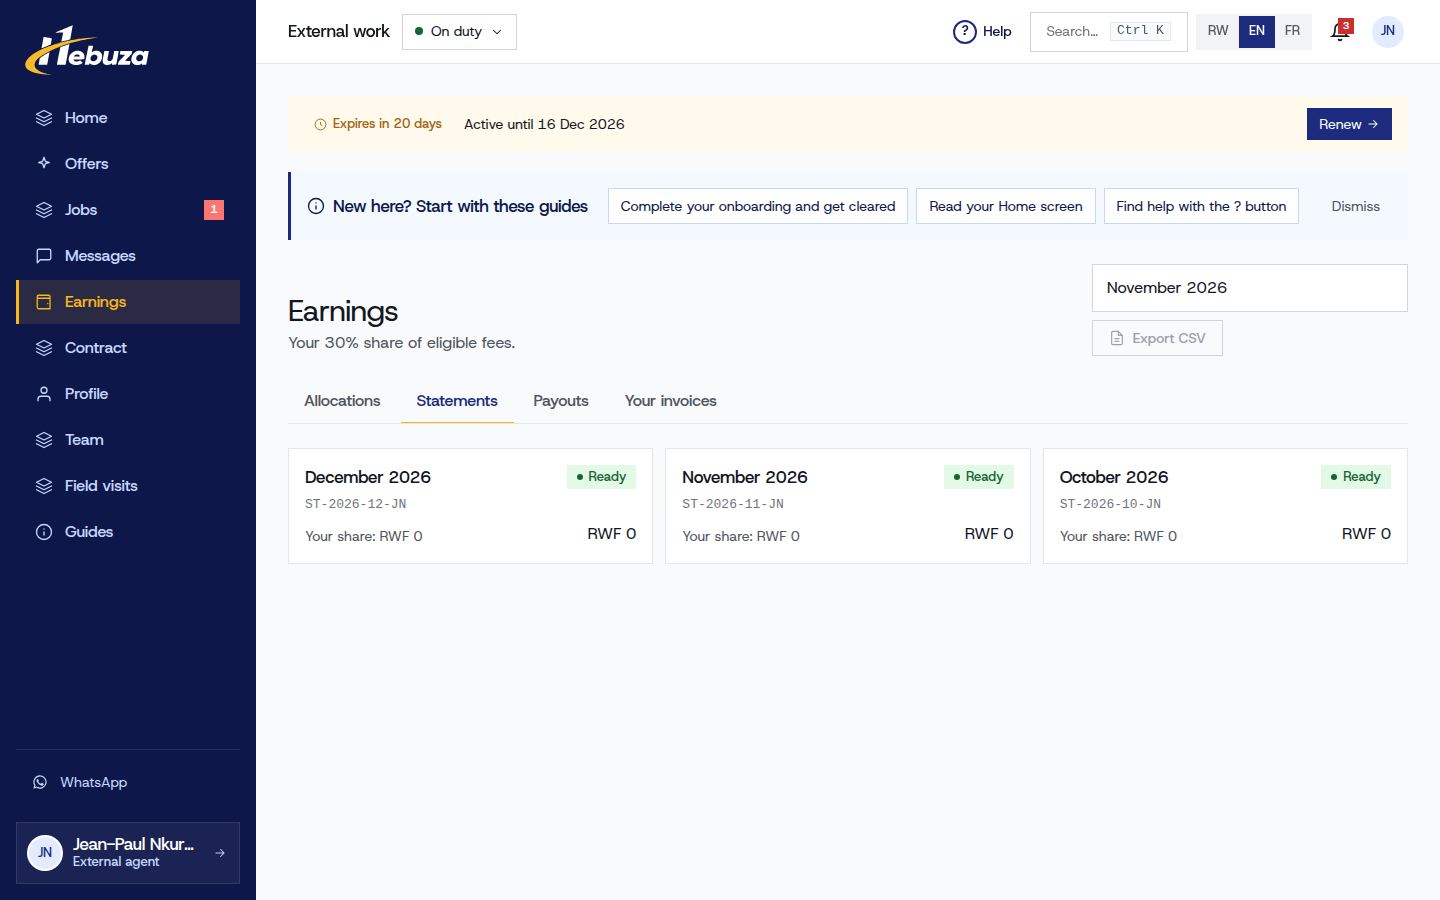 Hebuza
Home
Offers
Jobs
1
Messages
Earnings
Contract
Profile
Team
Field visits
Guides
WhatsApp
JN
Jean-Paul Nkur...
External agent
External work
On duty
? Help
Search...
Ctrl K
RW
EN
FR
3
JN
Expires in 20 days
Active until 16 Dec 2026
Renew
New here? Start with these guides
Complete your onboarding and get cleared
Read your Home screen
Find help with the ? button
Dismiss
Earnings
Your 30% share of eligible fees.
November 2026
Export CSV
Allocations
Statements
Payouts
Your invoices
December 2026
Ready
ST-2026-12-JN
Your share: RWF 0
RWF 0
November 2026
Ready
ST-2026-11-JN
Your share: RWF 0
RWF 0
October 2026
Ready
ST-2026-10-JN
Your share: RWF 0
RWF 0